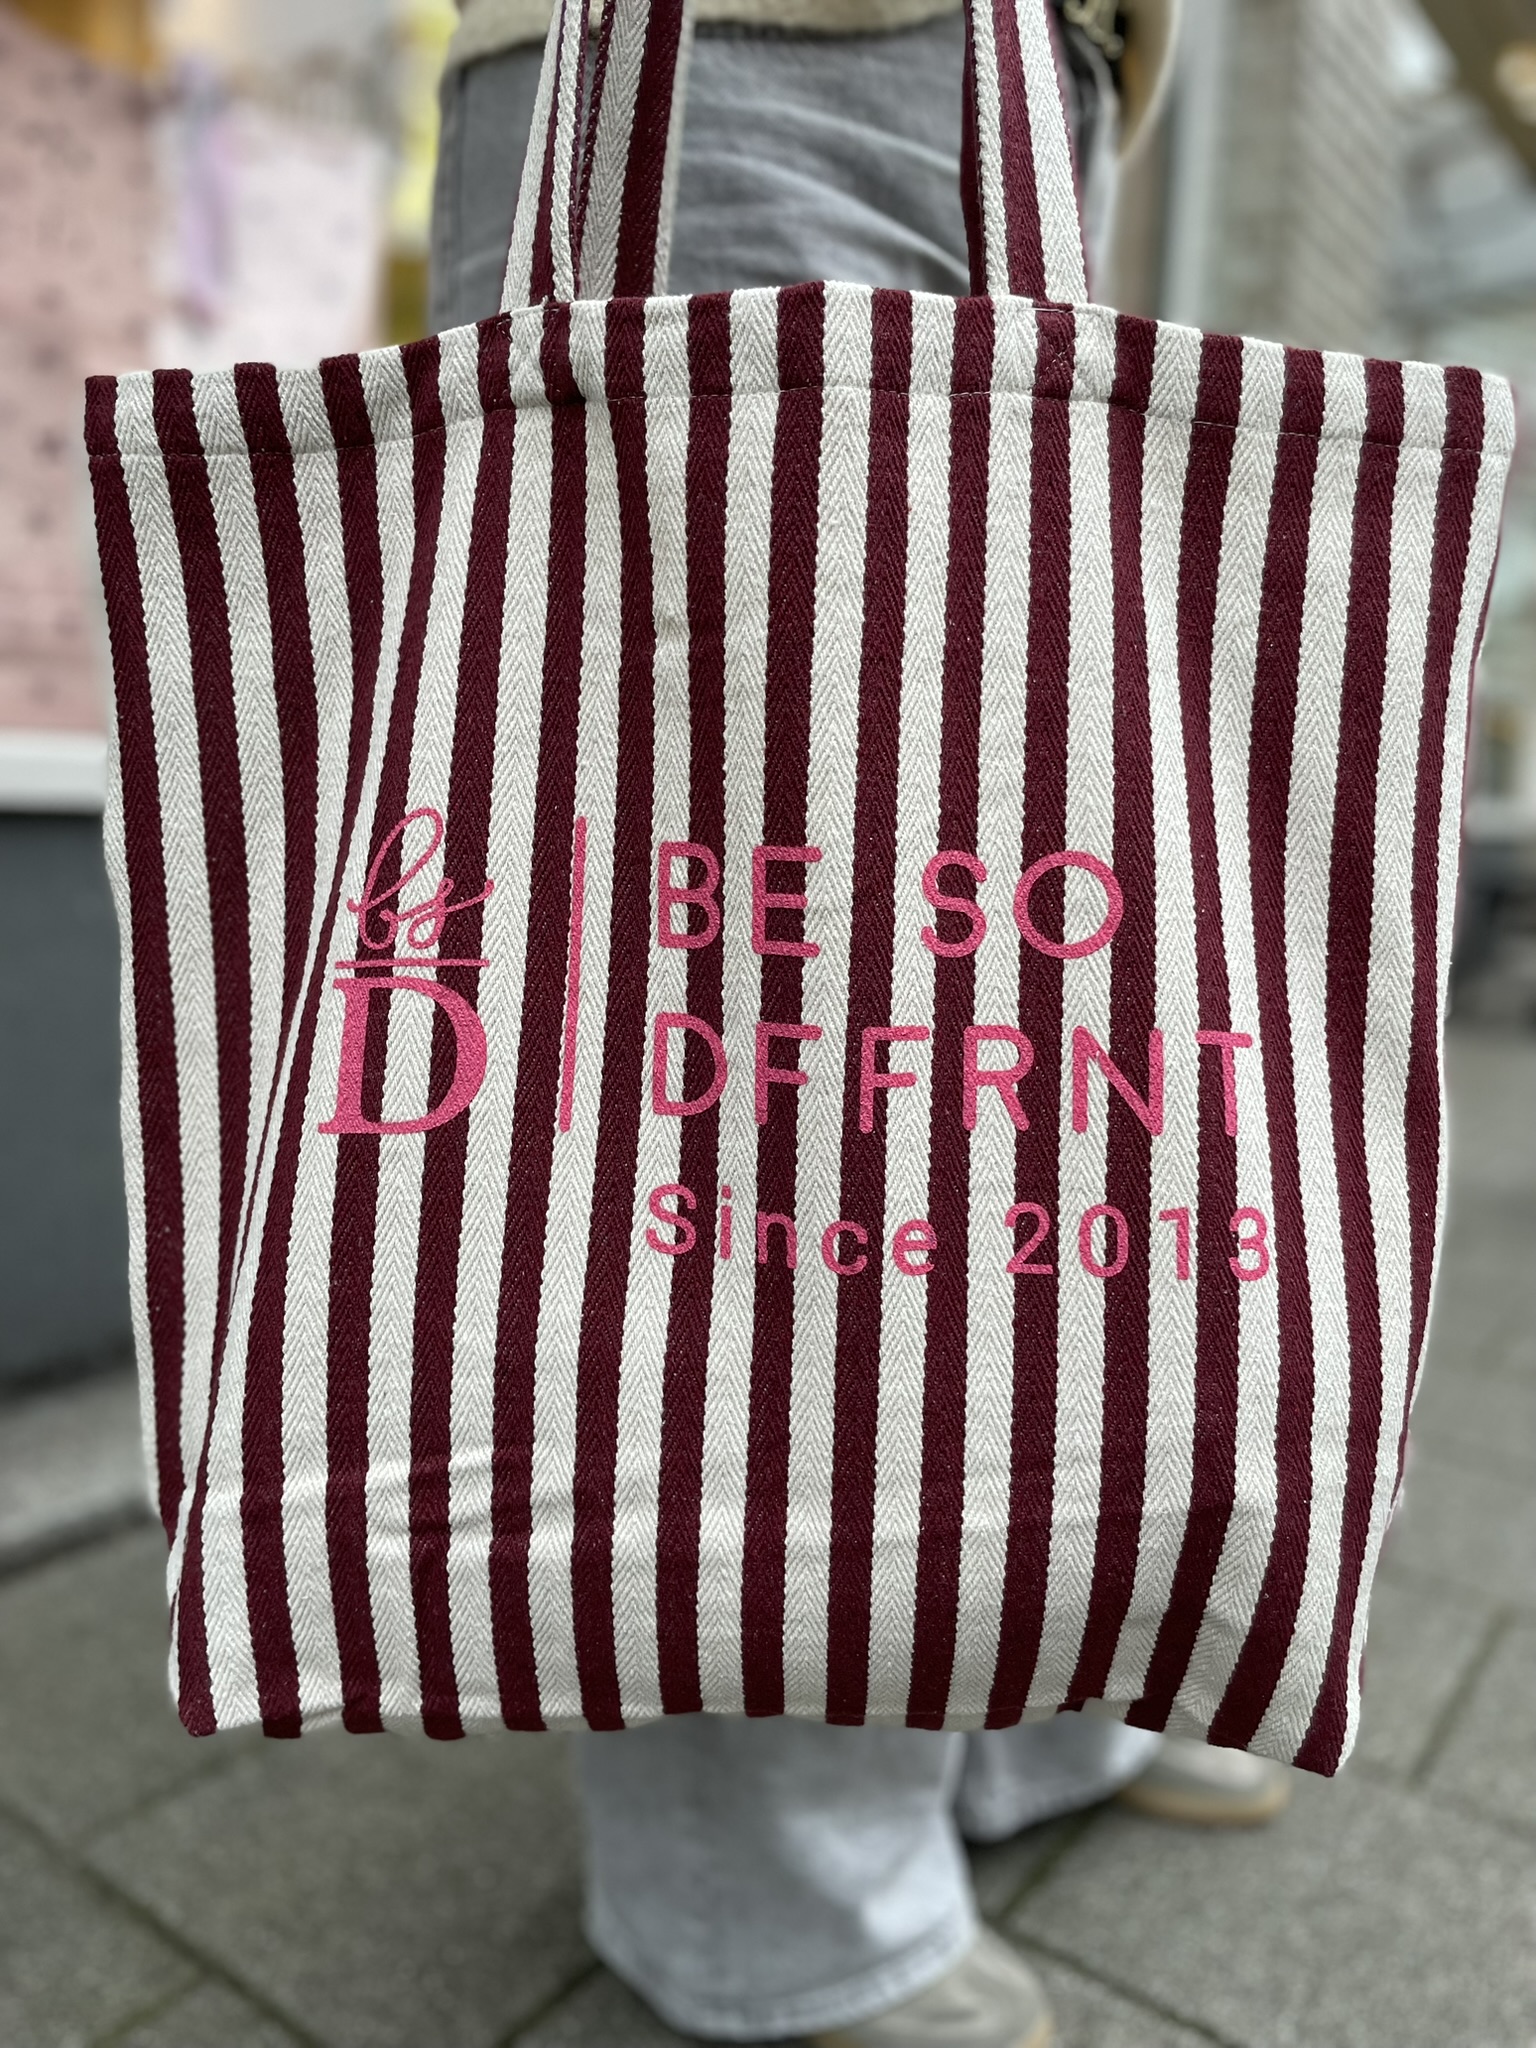 bs
D
BE SO
DFFRNT
Since 2013